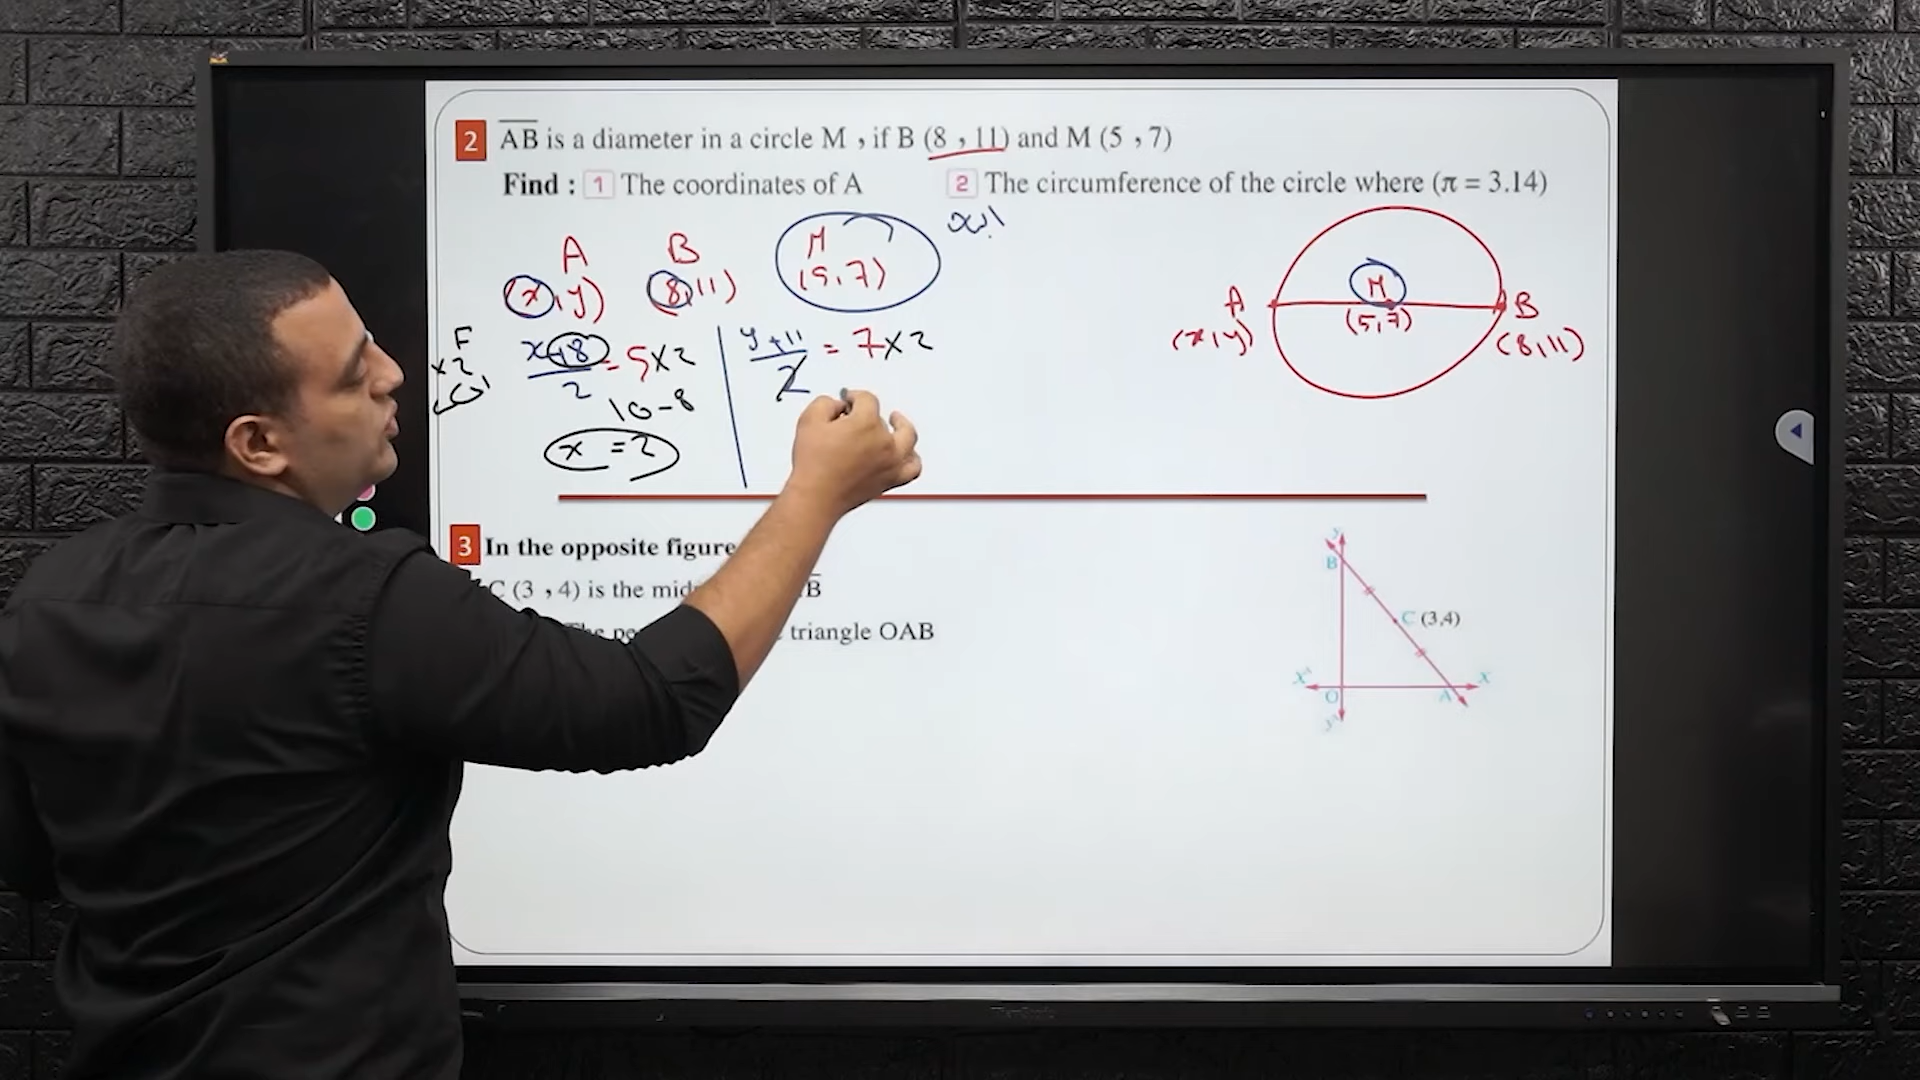 2 AB is a diameter in a circle M , if B (8 , 11) and M (5 , 7)
Find : 1 The coordinates of A 2 The circumference of the circle where (π = 3.14)
A B M
(x, y) (8, 11) (5, 7)
x+8/2 = 5×2
10-8
x = 2
y+11/2 = 7×2
×2
A M B
(x, y) (5, 7) (8, 11)
3 In the opposite figure
C (3 , 4) is the B
triangle OAB
y
B
C (3,4)
x' O A x
y'